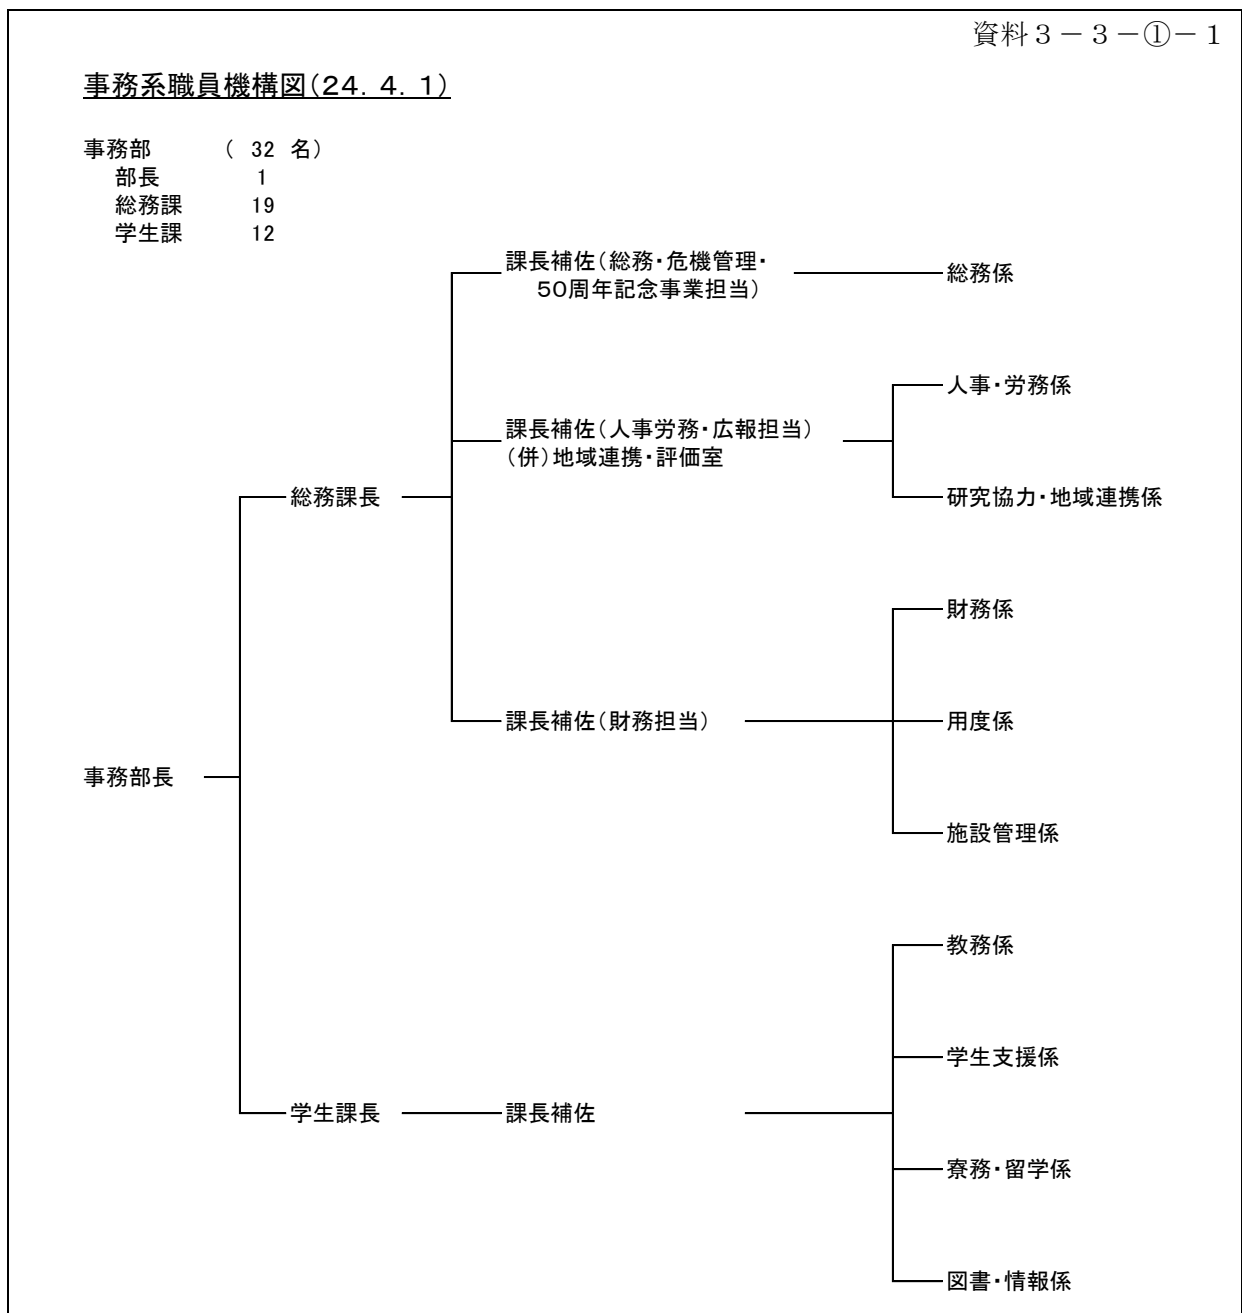 資料３－３－①－１
事務系職員機構図(２４．４．１)
事務部 ( 32 名)
部長 1
総務課 19
学生課 12
課長補佐(総務・危機管理・
５０周年記念事業担当)
総務係
人事・労務係
課長補佐(人事労務・広報担当)
(併)地域連携・評価室
総務課長
研究協力・地域連携係
財務係
課長補佐(財務担当)
用度係
事務部長
施設管理係
教務係
学生支援係
学生課長
課長補佐
寮務・留学係
図書・情報係